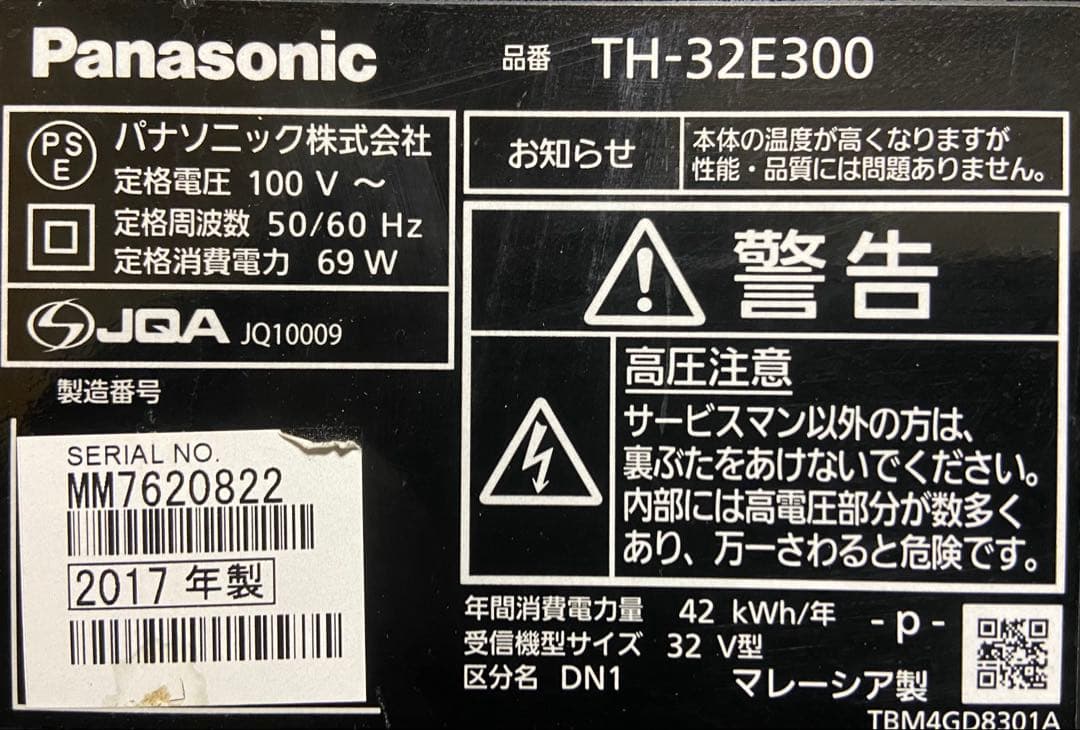 Panasonic
品番 TH-32E300
PS
E
パナソニック株式会社
定格電圧 100 V ～
定格周波数 50/60 Hz
定格消費電力 69 W
JQA JQ10009
製造番号
SERIAL NO.
MM7620822
2017 年製
お知らせ
本体の温度が高くなりますが
性能・品質には問題ありません。
警告
高圧注意
サービスマン以外の方は、
裏ぶたをあけないでください。
内部には高電圧部分が数多く
あり、万一さわると危険です。
年間消費電力量 42 kWh/年
受信機型サイズ 32 V型
区分名 DN1
- p -
マレーシア製
TBM4GD8301A